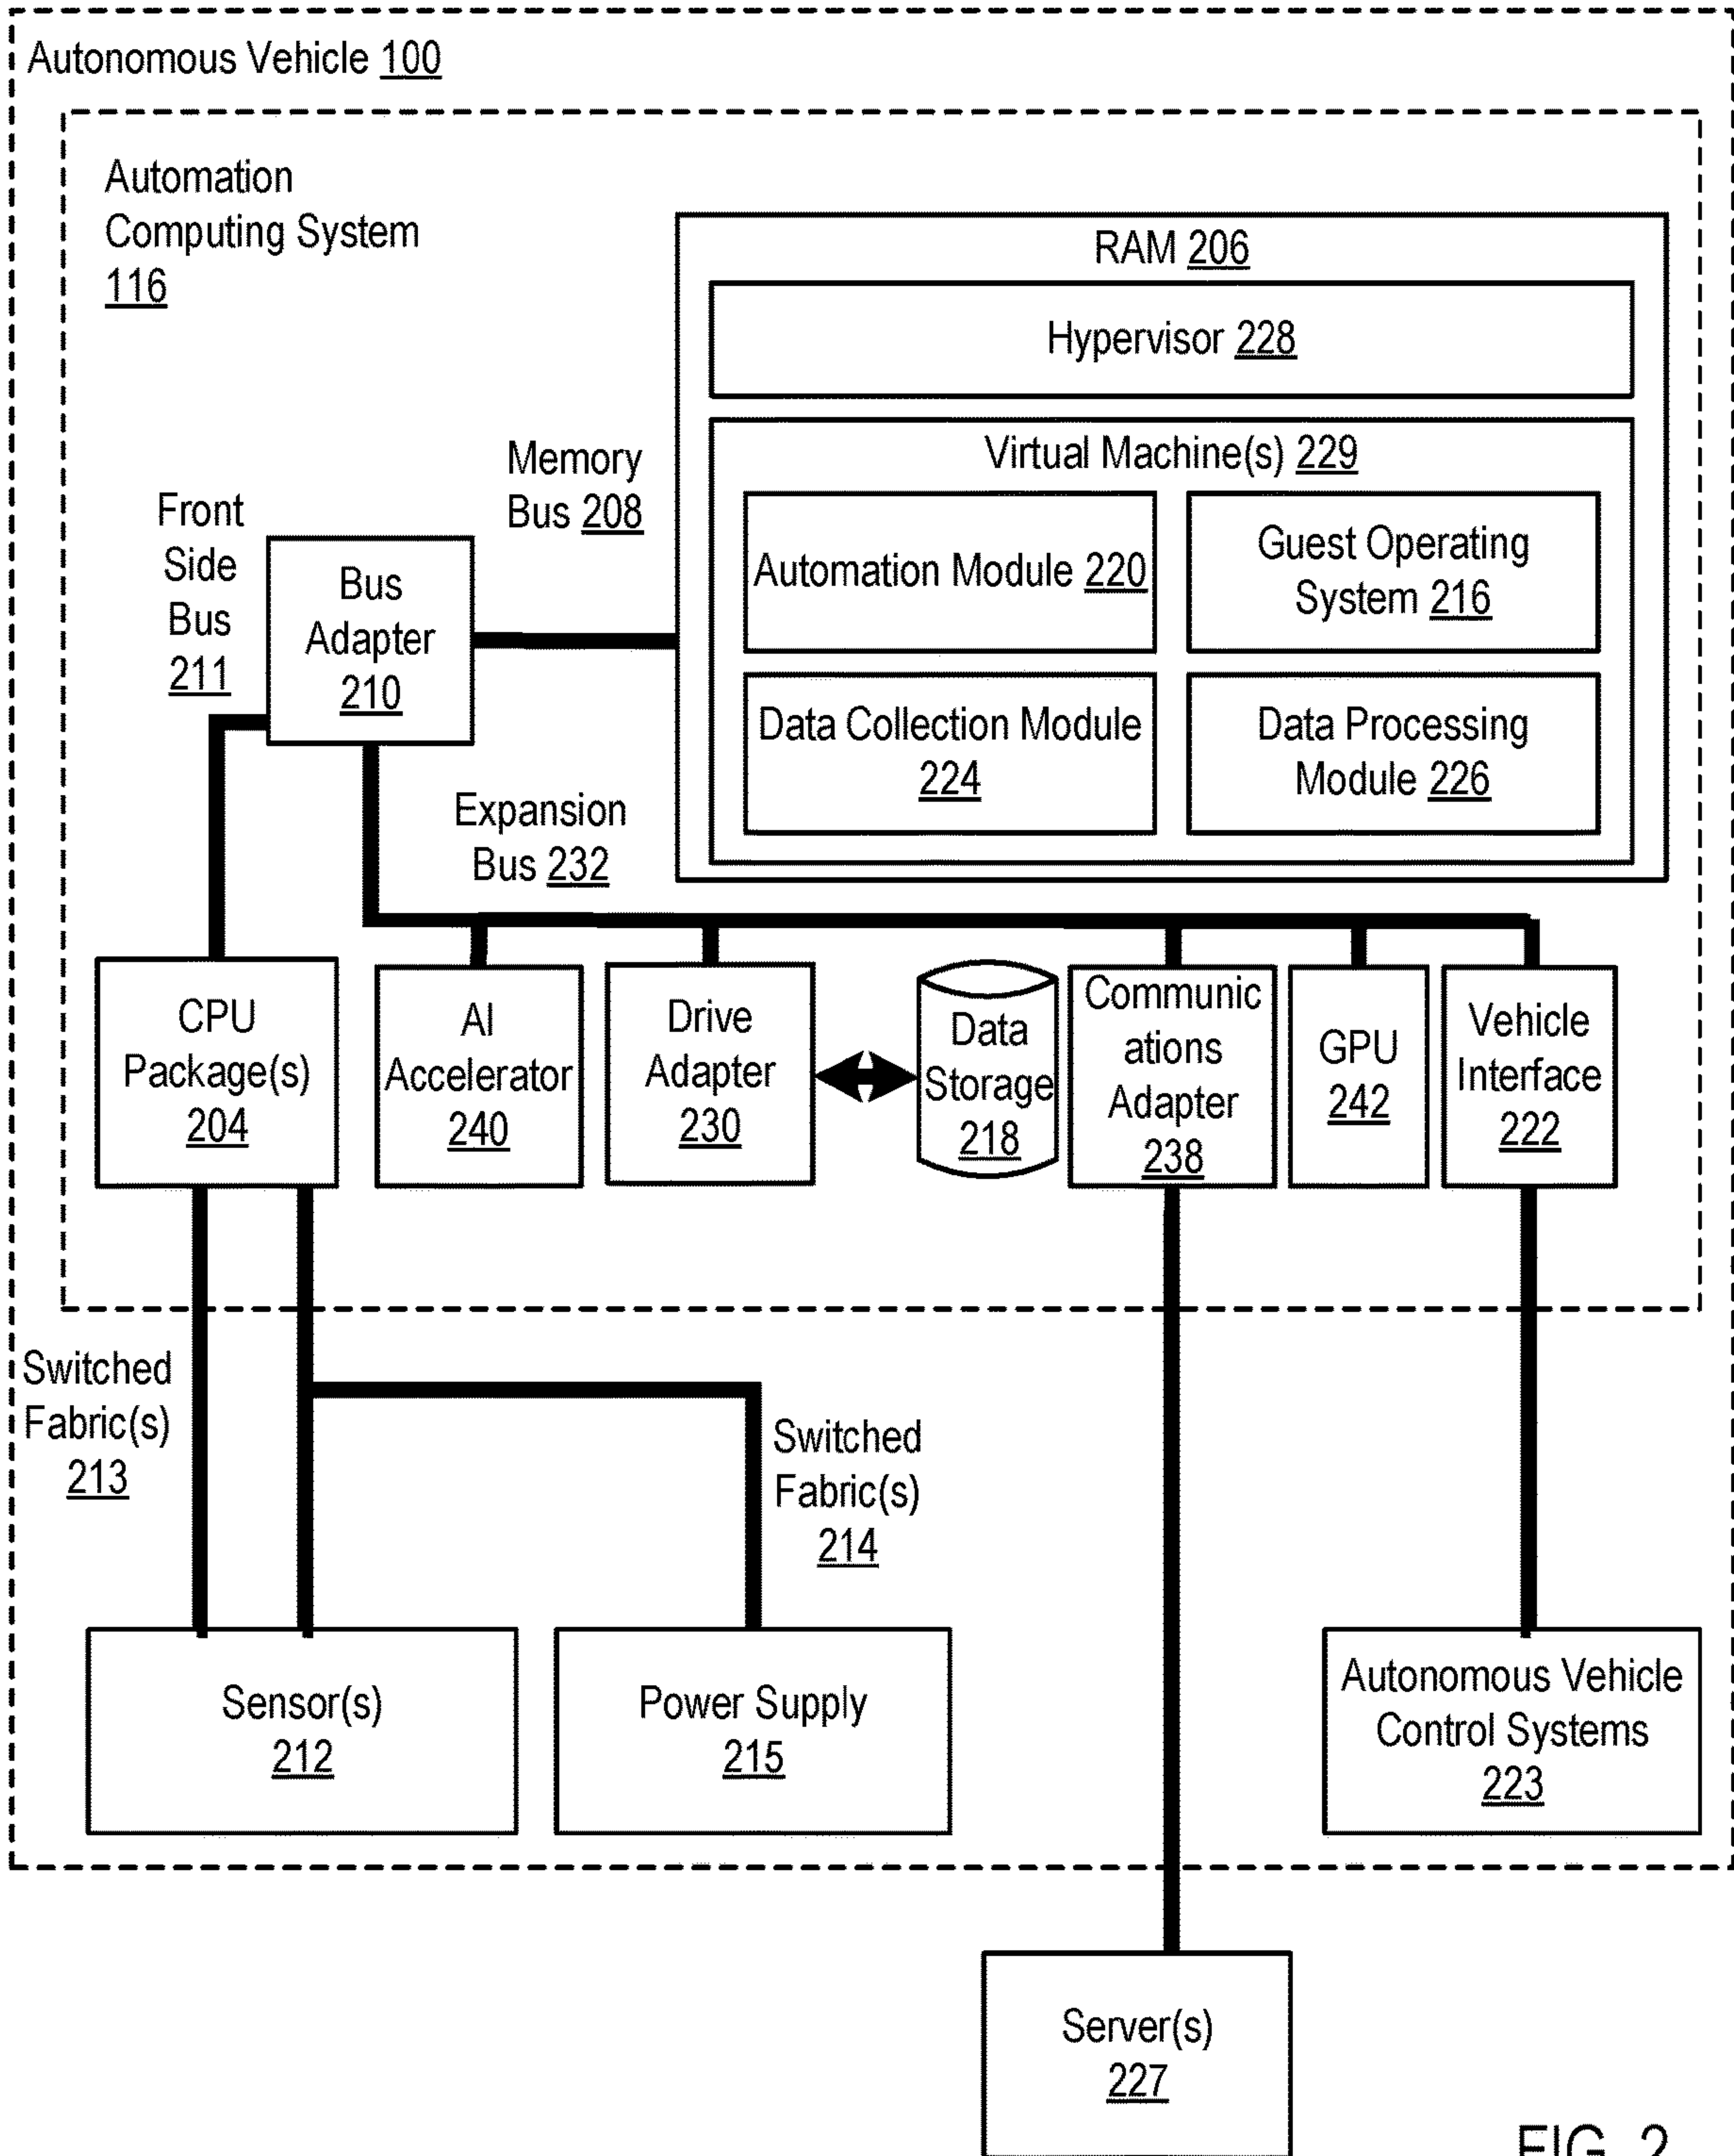 Autonomous Vehicle 100
Automation
Computing System
116
RAM 206
Hypervisor 228
Virtual Machine(s) 229
Automation Module 220
Guest Operating
System 216
Data Collection Module
224
Data Processing
Module 226
Memory
Bus 208
Front
Side
Bus
211
Bus
Adapter
210
Expansion
Bus 232
CPU
Package(s)
204
AI
Accelerator
240
Drive
Adapter
230
Data
Storage
218
Communic
ations
Adapter
238
GPU
242
Vehicle
Interface
222
Switched
Fabric(s)
213
Switched
Fabric(s)
214
Sensor(s)
212
Power Supply
215
Autonomous Vehicle
Control Systems
223
Server(s)
227
FIG. 2